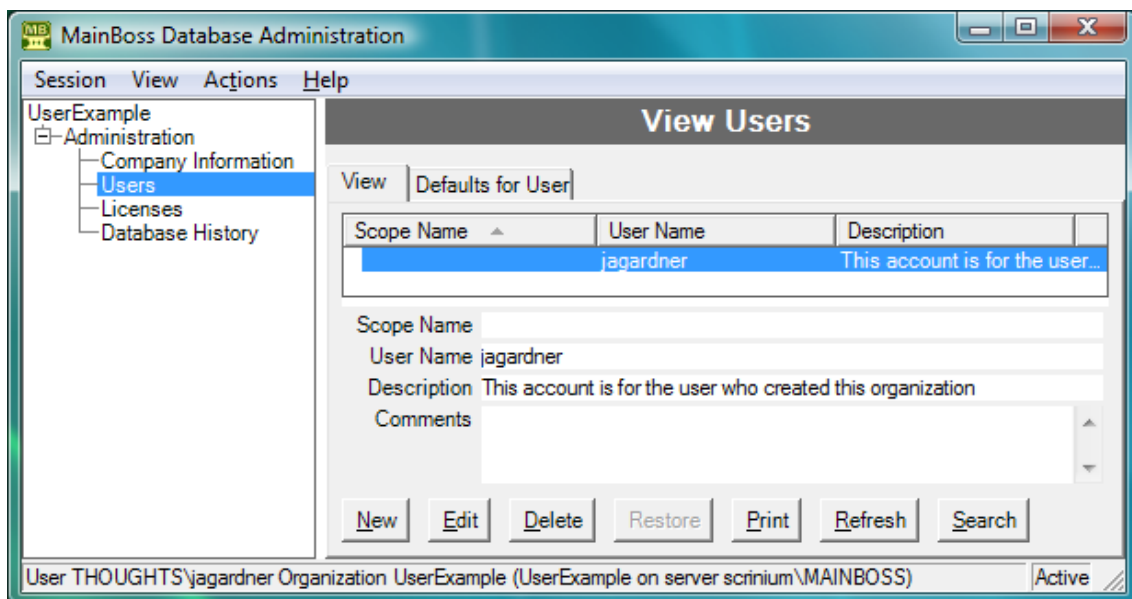 MB
MainBoss Database Administration
Session View Actions Help
UserExample
Administration
Company Information
Users
Licenses
Database History
View Users
View Defaults for User
Scope Name User Name Description
jagardner This account is for the user...
Scope Name
User Name jagardner
Description This account is for the user who created this organization
Comments
New Edit Delete Restore Print Refresh Search
User THOUGHTS\jagardner Organization UserExample (UserExample on server scrinium\MAINBOSS) Active